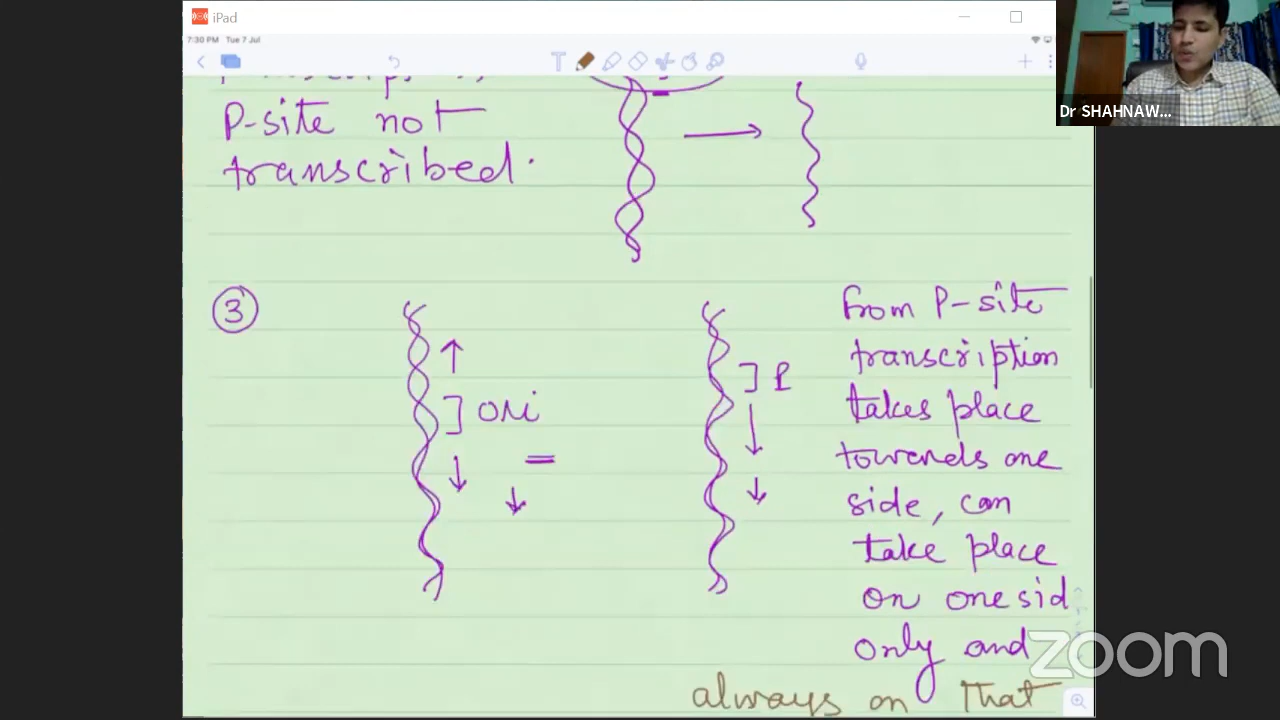 iPad
7:30 PM Tue 7 Jul
Dr SHAHNAW...
P-site not
transcribed.
3
ori
P
From P-site
transcription
takes place
towards one
side, can
take place
on one sid
only and
always on that
zoom